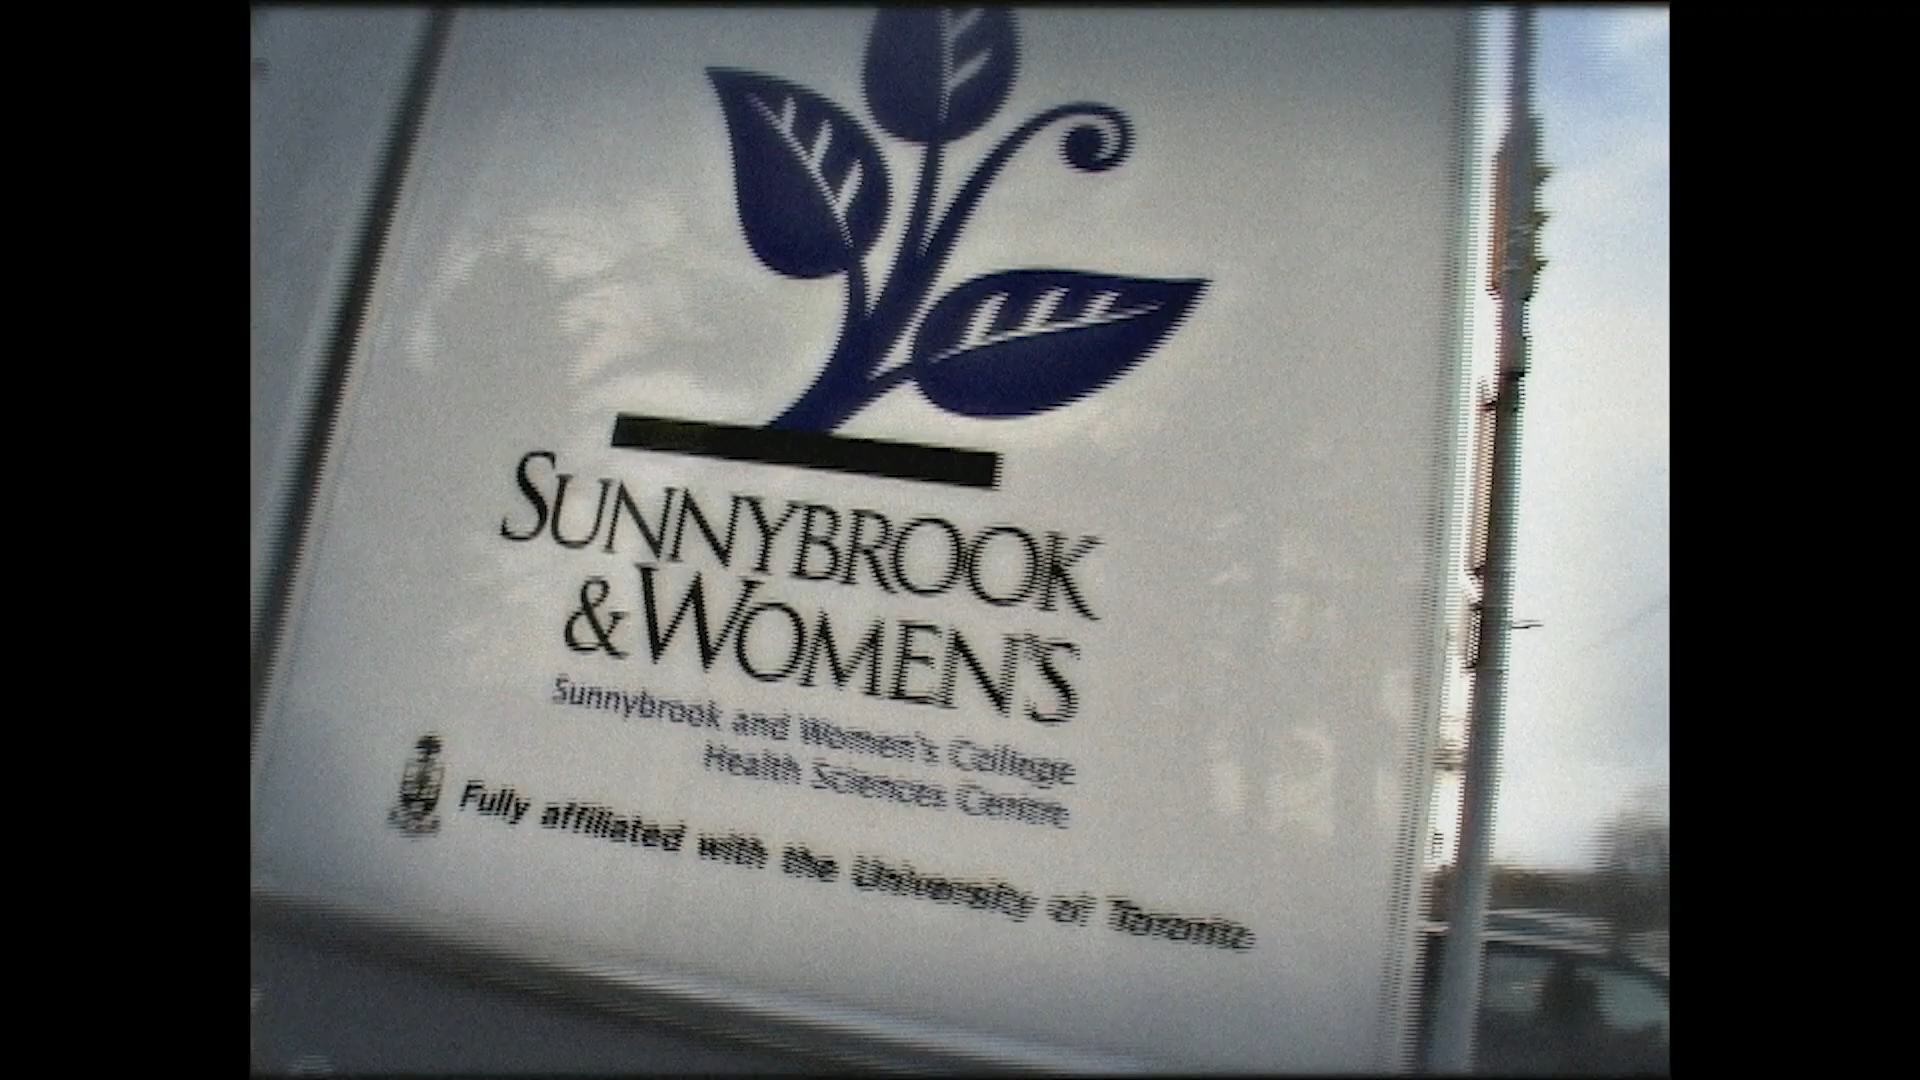 SUNNYBROOK
& WOMEN'S
Sunnybrook and Women's College
Health Sciences Centre
Fully affiliated with the University of Toronto